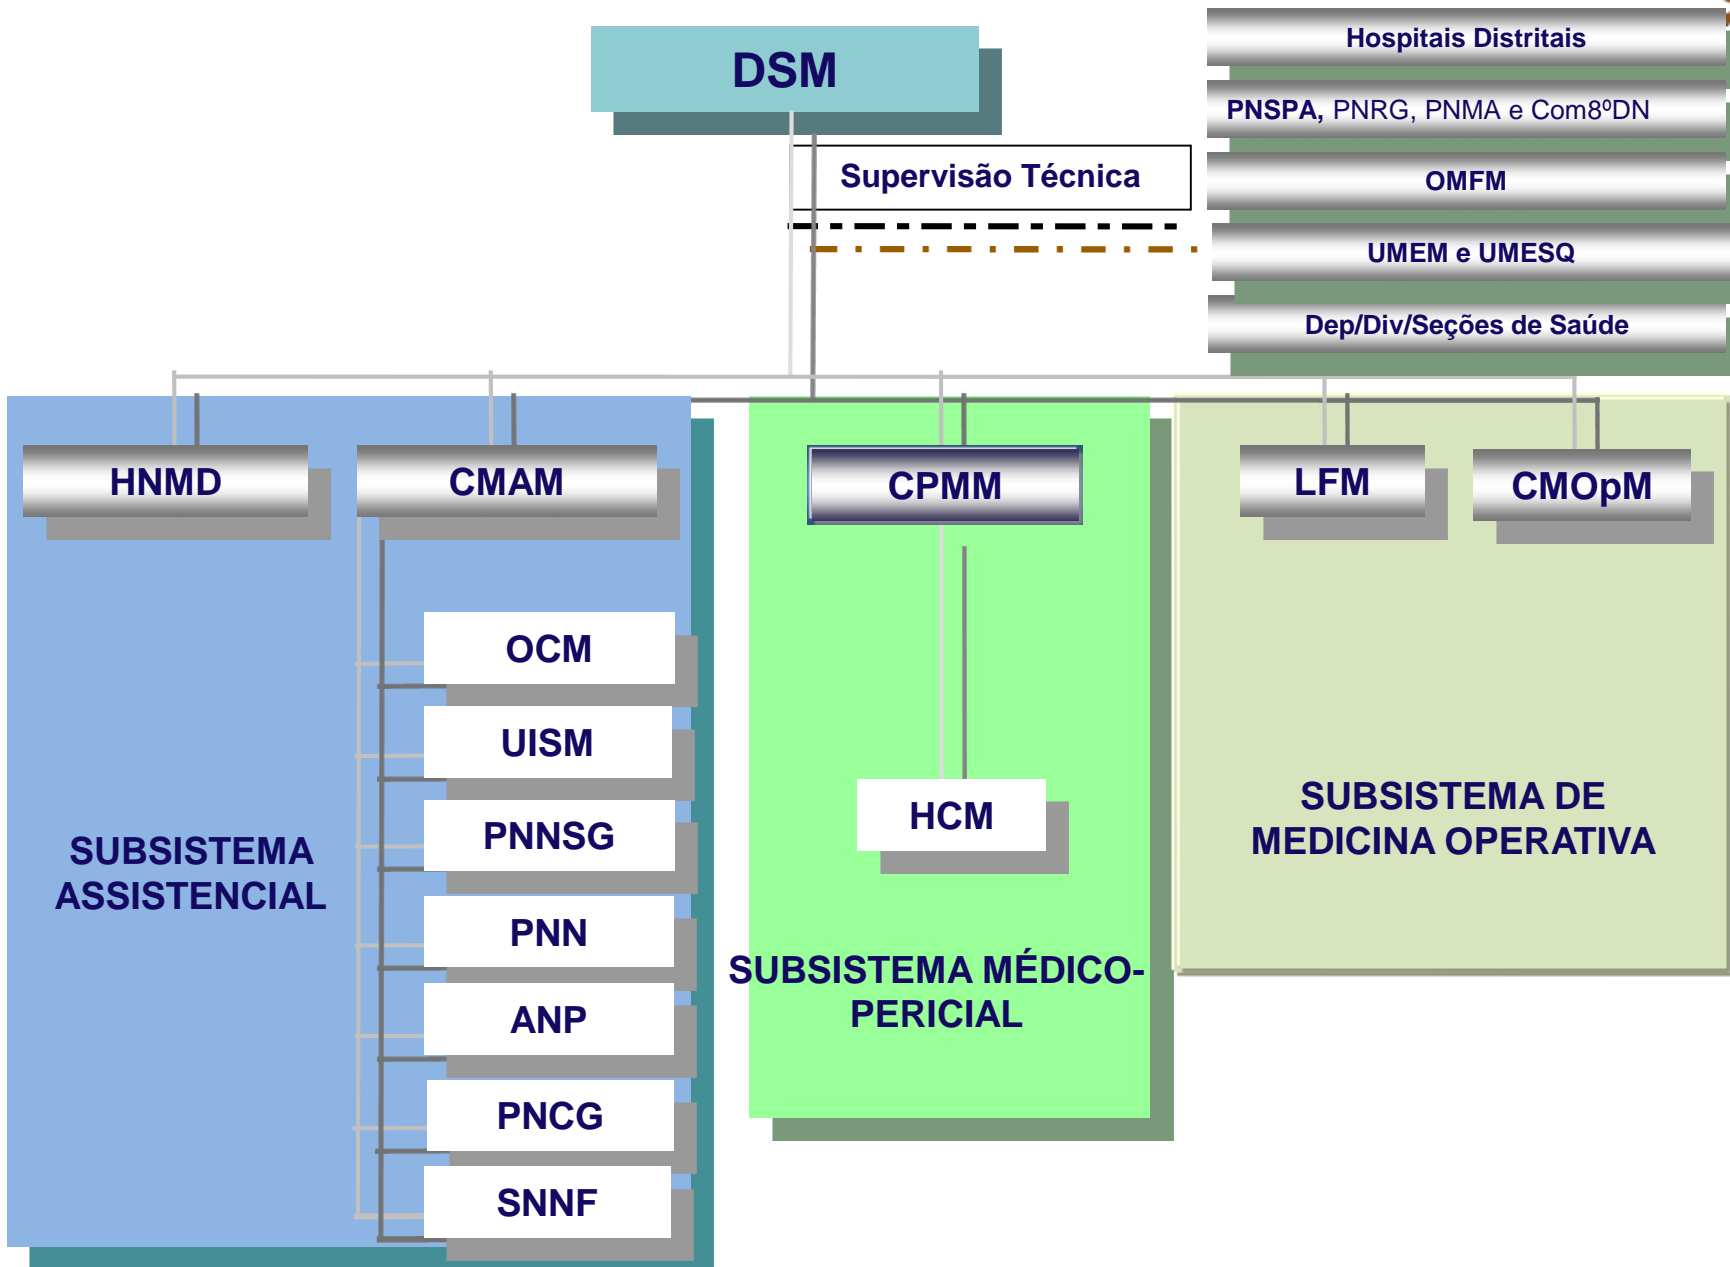 DSM
Supervisão Técnica
Hospitais Distritais
PNSPA, PNRG, PNMA e Com8ºDN
OMFM
UMEM e UMESQ
Dep/Div/Seções de Saúde
HNMD
CMAM
CPMM
LFM
CMOpM
OCM
UISM
PNNSG
PNN
ANP
PNCG
SNNF
SUBSISTEMA
ASSISTENCIAL
HCM
SUBSISTEMA MÉDICO-
PERICIAL
SUBSISTEMA DE
MEDICINA OPERATIVA